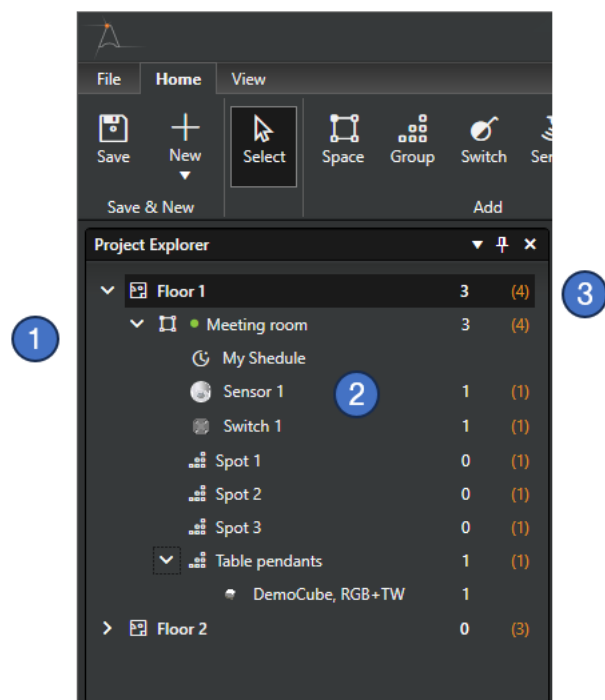 File Home View
Save New Select Space Group Switch
Save & New Add
Project Explorer
Floor 1 3 (4)
3
1
Meeting room 3 (4)
My Shedule
Sensor 1 2 1 (1)
Switch 1 1 (1)
Spot 1 0 (1)
Spot 2 0 (1)
Spot 3 0 (1)
Table pendants 1 (1)
DemoCube, RGB+TW 1
Floor 2 0 (3)